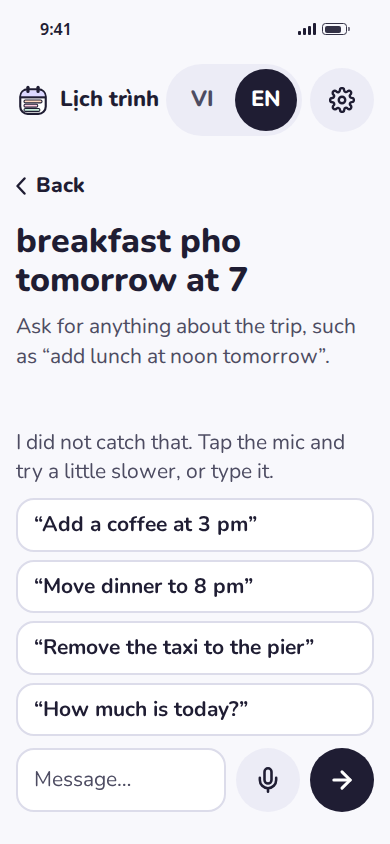 9:41
Lịch trình
VI
EN
Back
breakfast pho
tomorrow at 7
Ask for anything about the trip, such
as “add lunch at noon tomorrow”.
I did not catch that. Tap the mic and
try a little slower, or type it.
“Add a coffee at 3 pm”
“Move dinner to 8 pm”
“Remove the taxi to the pier”
“How much is today?”
Message...